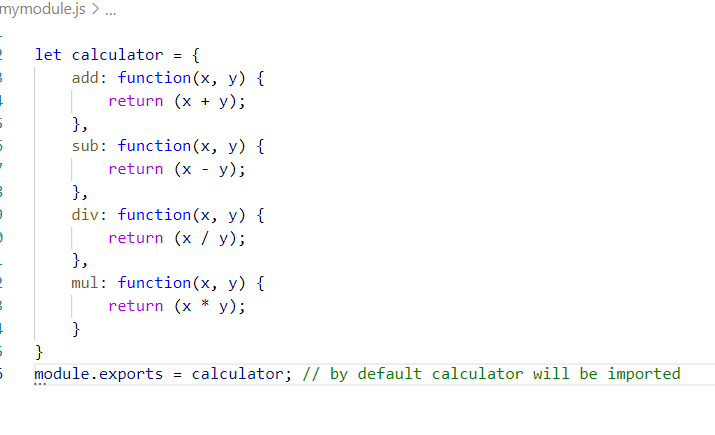 mymodule.js > ...
let calculator = {
    add: function(x, y) {
        return (x + y);
    },
    sub: function(x, y) {
        return (x - y);
    },
    div: function(x, y) {
        return (x / y);
    },
    mul: function(x, y) {
        return (x * y);
    }
}
module.exports = calculator; // by default calculator will be imported